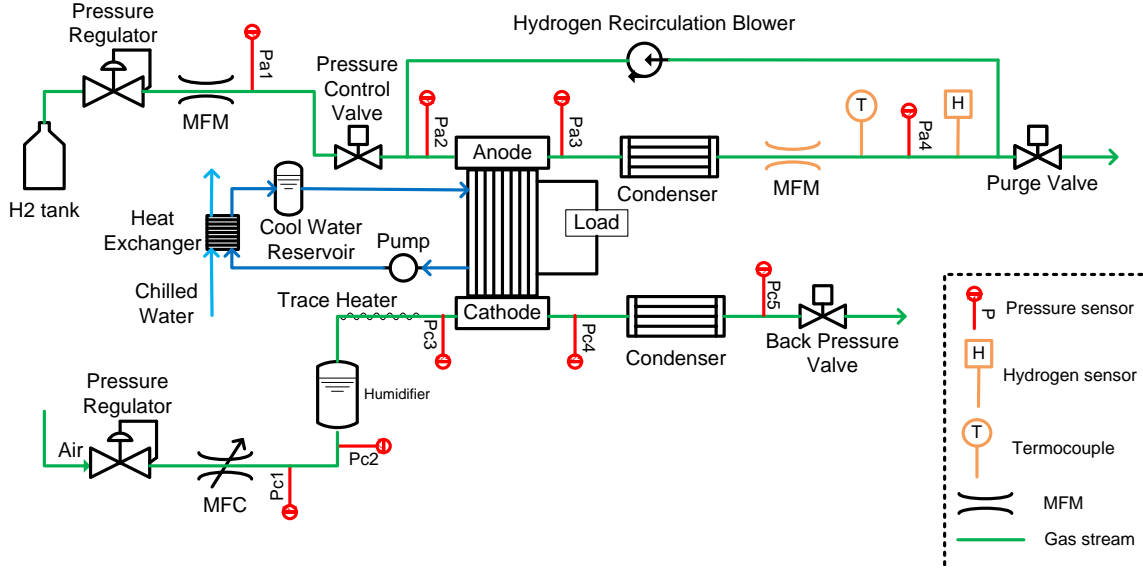 Pressure
Regulator
Pa1
MFM
H2 tank
Pressure
Control
Valve
Hydrogen Recirculation Blower
Pa2
Pa3
Anode
Condenser
MFM
T
Pa4
H
Purge Valve
Heat
Exchanger
Cool Water
Reservoir
Pump
Load
Chilled
Water
Trace Heater
Cathode
Pc3
Pc4
Condenser
Pc5
Back Pressure
Valve
Pressure
Regulator
Humidifier
Air
MFC
Pc1
Pc2
P
Pressure sensor
H
Hydrogen sensor
T
Termocouple
MFM
Gas stream